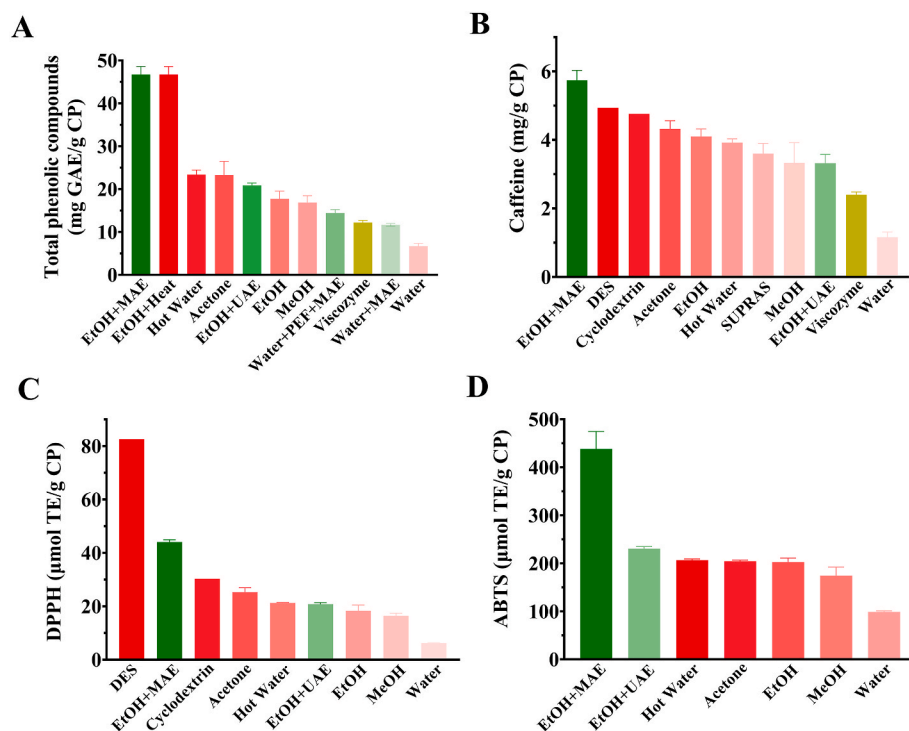 A
Total phenolic compounds
(mg GAE/g CP)
50
40
30
20
10
0
EtOH+MAE
EtOH+Heat
Hot Water
Acetone
EtOH+UAE
EtOH
MeOH
Water+PEF+MAE
Viscozyme
Water+MAE
Water
B
Caffeine (mg/g CP)
6
4
2
0
EtOH+MAE
DES
Cyclodextrin
Acetone
EtOH
Hot Water
SUPRAS
MeOH
EtOH+UAE
Viscozyme
Water
C
DPPH (μmol TE/g CP)
80
60
40
20
0
DES
EtOH+MAE
Cyclodextrin
Acetone
Hot Water
EtOH+UAE
EtOH
MeOH
Water
D
ABTS (μmol TE/g CP)
500
400
300
200
100
0
EtOH+MAE
EtOH+UAE
Hot Water
Acetone
EtOH
MeOH
Water